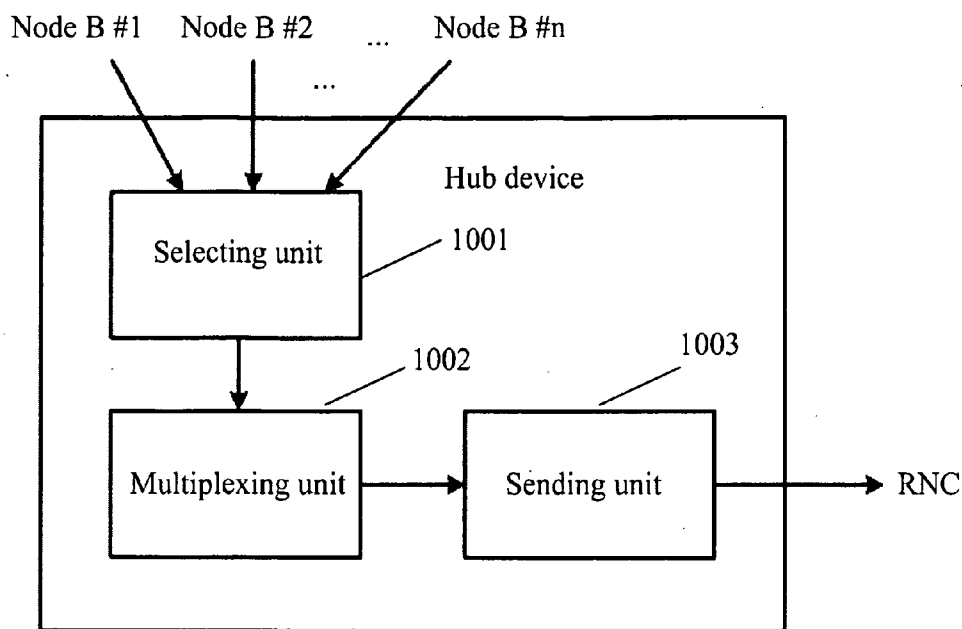 Node B #1 Node B #2 ... Node B #n
...
Hub device
Selecting unit
1001
1002
1003
Multiplexing unit
Sending unit
RNC